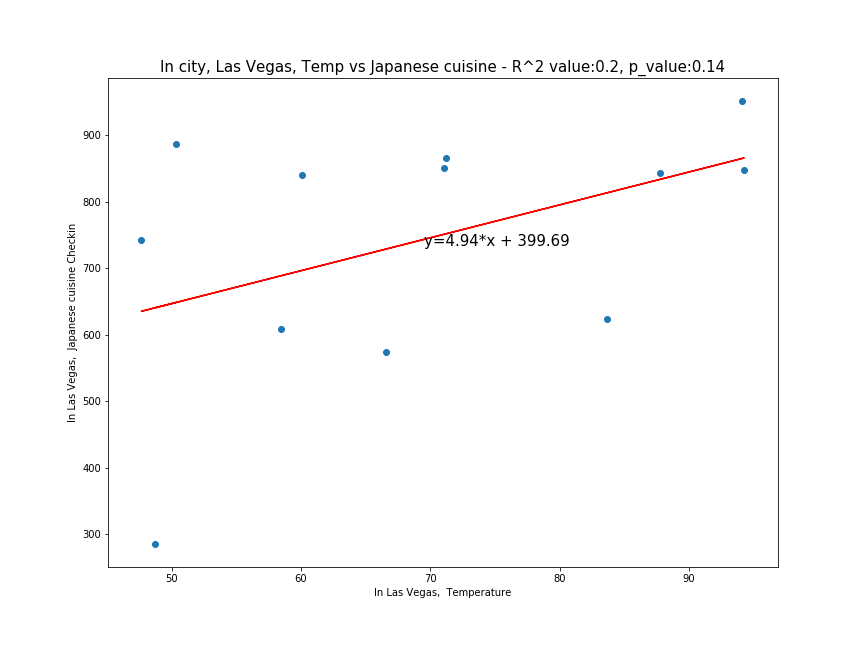 In city, Las Vegas, Temp vs Japanese cuisine - R^2 value:0.2, p_value:0.14
900
800
700
600
500
400
300
In Las Vegas,  Japanese cuisine Checkin
y=4.94*x + 399.69
50 60 70 80 90
In Las Vegas,  Temperature